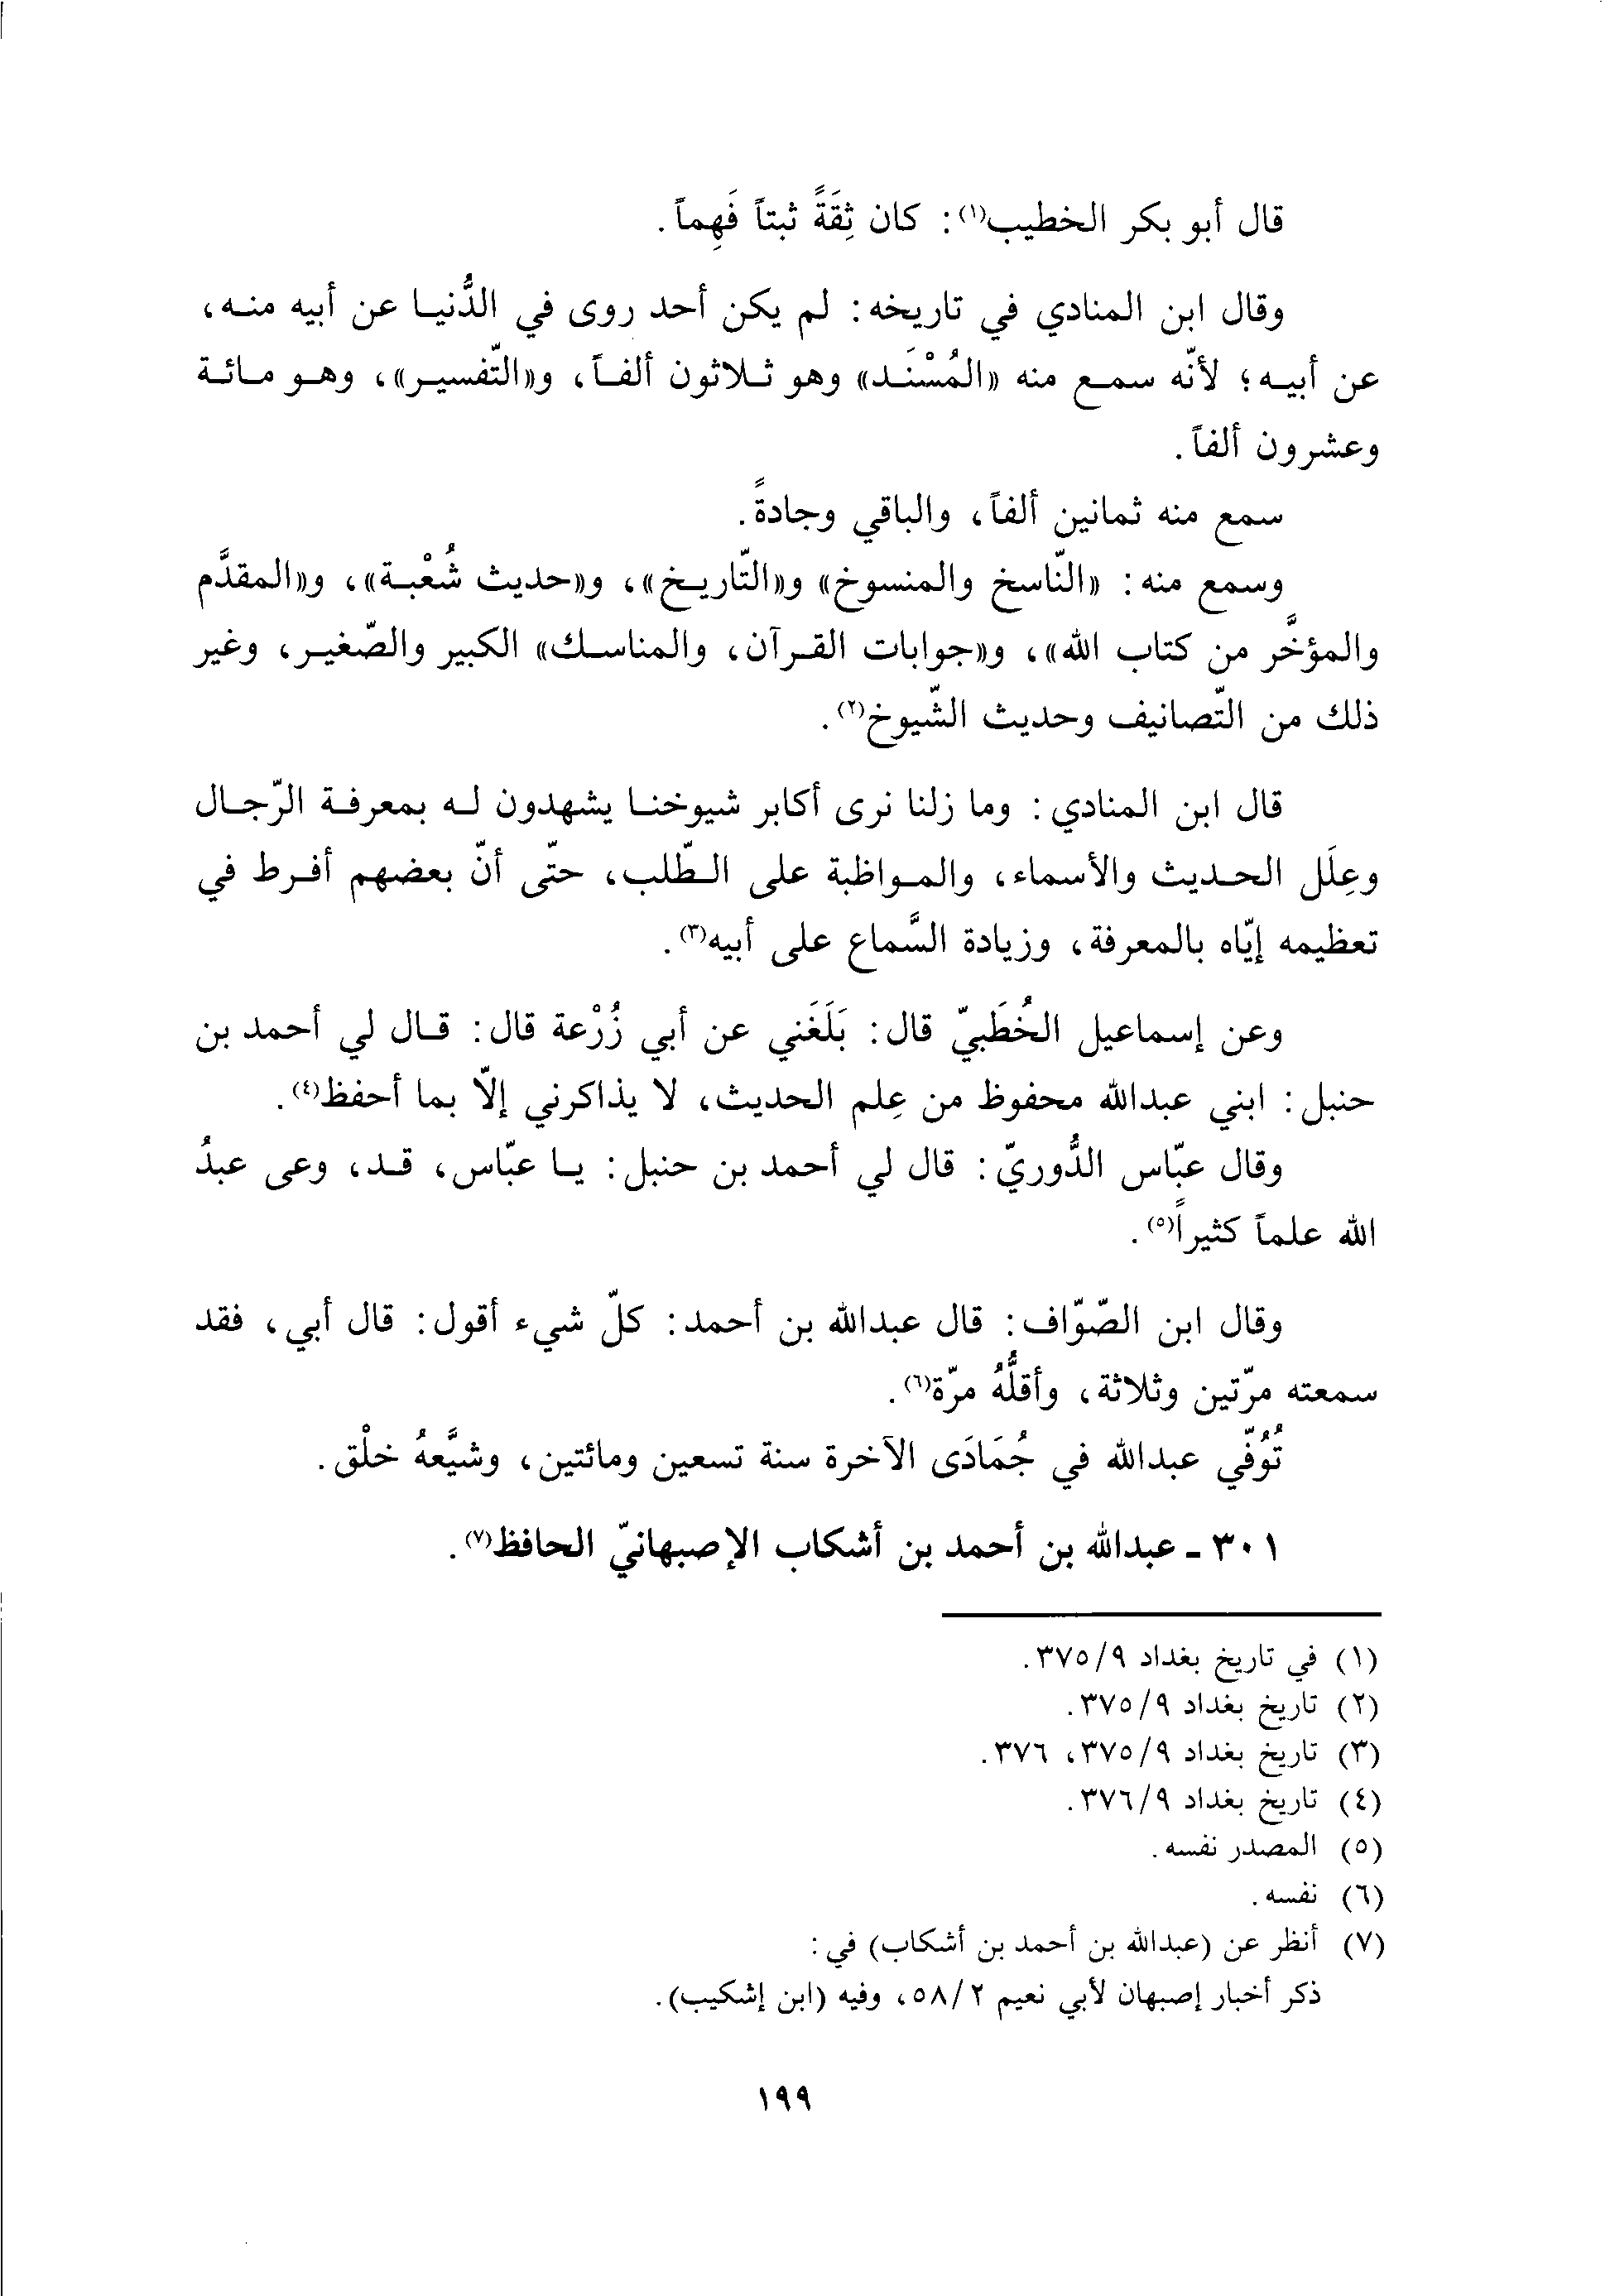 قال أبو بكر الخطيب(١): كان ثِقَةً ثبتاً فَهِماً.
وقال ابن المنادي في تاريخه: لم يكن أحد روى في الدُّنيا عن أبيه منه،
عن أبيه؛ لأنّه سمع منه «المُسْنَد» وهو ثلاثون ألفاً، و«التّفسير»، وهو مائة
وعشرون ألفاً.
سمع منه ثمانين ألفاً، والباقي وجادةً.
وسمع منه: «النّاسخ والمنسوخ» و«التّاريخ»، و«حديث شُعْبة»، و«المقدَّم
والمؤخَّر من كتاب الله»، و«جوابات القرآن، والمناسك» الكبير والصّغير، وغير
ذلك من التّصانيف وحديث الشّيوخ(٢).
قال ابن المنادي: وما زلنا نرى أكابر شيوخنا يشهدون له بمعرفة الرّجال
وعِلَل الحديث والأسماء، والمواظبة على الطّلب، حتّى أنّ بعضهم أفرط في
تعظيمه إيّاه بالمعرفة، وزيادة السَّماع على أبيه(٣).
وعن إسماعيل الخُطَبيّ قال: بَلَغَني عن أبي زُرْعة قال: قال لي أحمد بن
حنبل: ابني عبدالله محفوظ من عِلم الحديث، لا يذاكرني إلّا بما أحفظ(٤).
وقال عبّاس الدُّوريّ: قال لي أحمد بن حنبل: يا عبّاس، قد، وعى عبدُ
الله علماً كثيراً(٥).
وقال ابن الصّوّاف: قال عبدالله بن أحمد: كلّ شيء أقول: قال أبي، فقد
سمعته مرّتين وثلاثة، وأقلُّهُ مرّة(٦).
تُوُفّي عبدالله في جُمَادَى الآخرة سنة تسعين ومائتين، وشيَّعهُ خلْق.
٣٠١ - عبدالله بن أحمد بن أشكاب الإصبهانيّ الحافظ(٧).
(١) في تاريخ بغداد ٣٧٥/٩.
(٢) تاريخ بغداد ٣٧٥/٩.
(٣) تاريخ بغداد ٣٧٥/٩، ٣٧٦.
(٤) تاريخ بغداد ٣٧٦/٩.
(٥) المصدر نفسه.
(٦) نفسه.
(٧) أنظر عن (عبدالله بن أحمد بن أشكاب) في:
ذكر أخبار إصبهان لأبي نعيم ٥٨/٢، وفيه (ابن إشكيب).
١٩٩